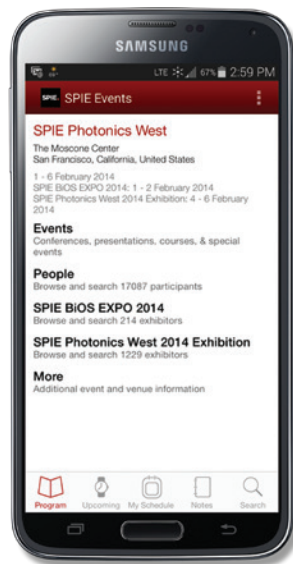 SAMSUNG
LTE 67% 2:59 PM
SPIE. SPIE Events
SPIE Photonics West
The Moscone Center
San Francisco, California, United States
1 - 6 February 2014
SPIE BiOS EXPO 2014: 1 - 2 February 2014
SPIE Photonics West 2014 Exhibition: 4 - 6 February
2014
Events
Conferences, presentations, courses, & special
events
People
Browse and search 17087 participants
SPIE BiOS EXPO 2014
Browse and search 214 exhibitors
SPIE Photonics West 2014 Exhibition
Browse and search 1229 exhibitors
More
Additional event and venue information
Program Upcoming My Schedule Notes Search